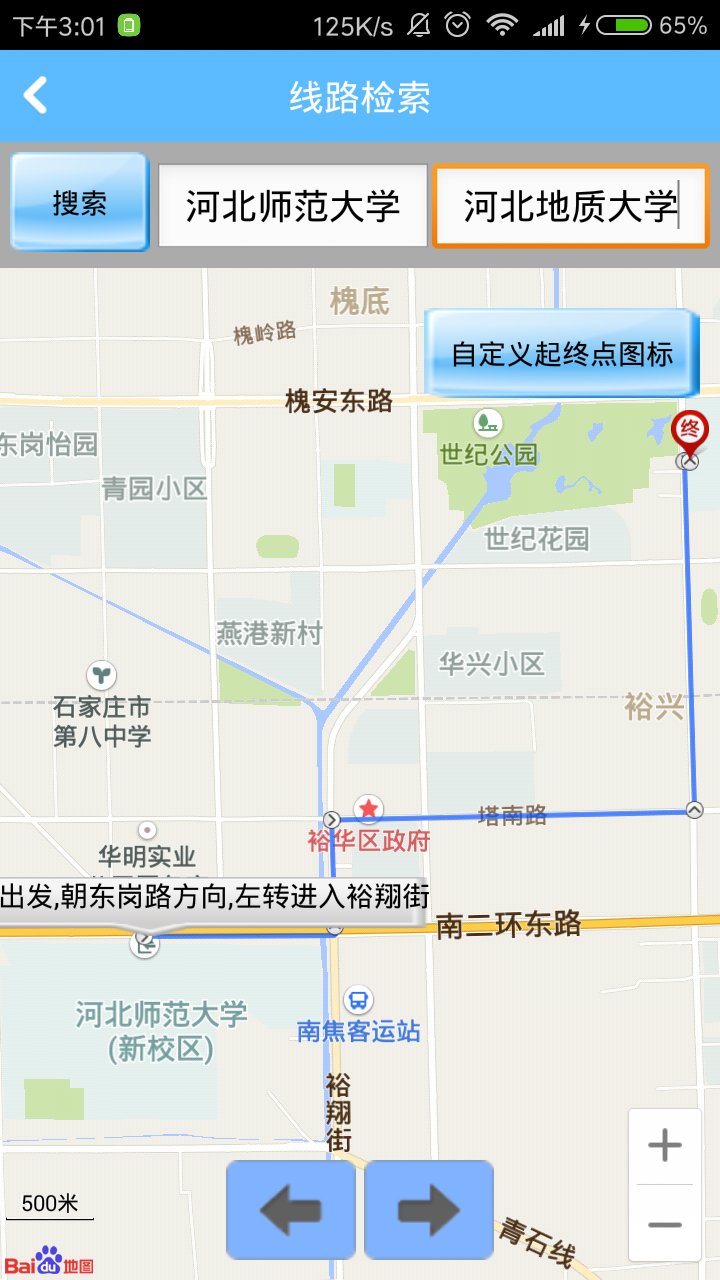 下午3:01
125K/s
65%
线路检索
搜索
河北师范大学
河北地质大学
槐底
槐岭路
自定义起终点图标
槐安东路
终
东岗怡园
世纪公园
青园小区
世纪花园
燕港新村
华兴小区
石家庄市
第八中学
裕兴
塔南路
裕华区政府
华明实业
出发,朝东岗路方向,左转进入裕翔街
南二环东路
河北师范大学
(新校区)
南焦客运站
裕翔街
500米
青石线
Bai du 地图